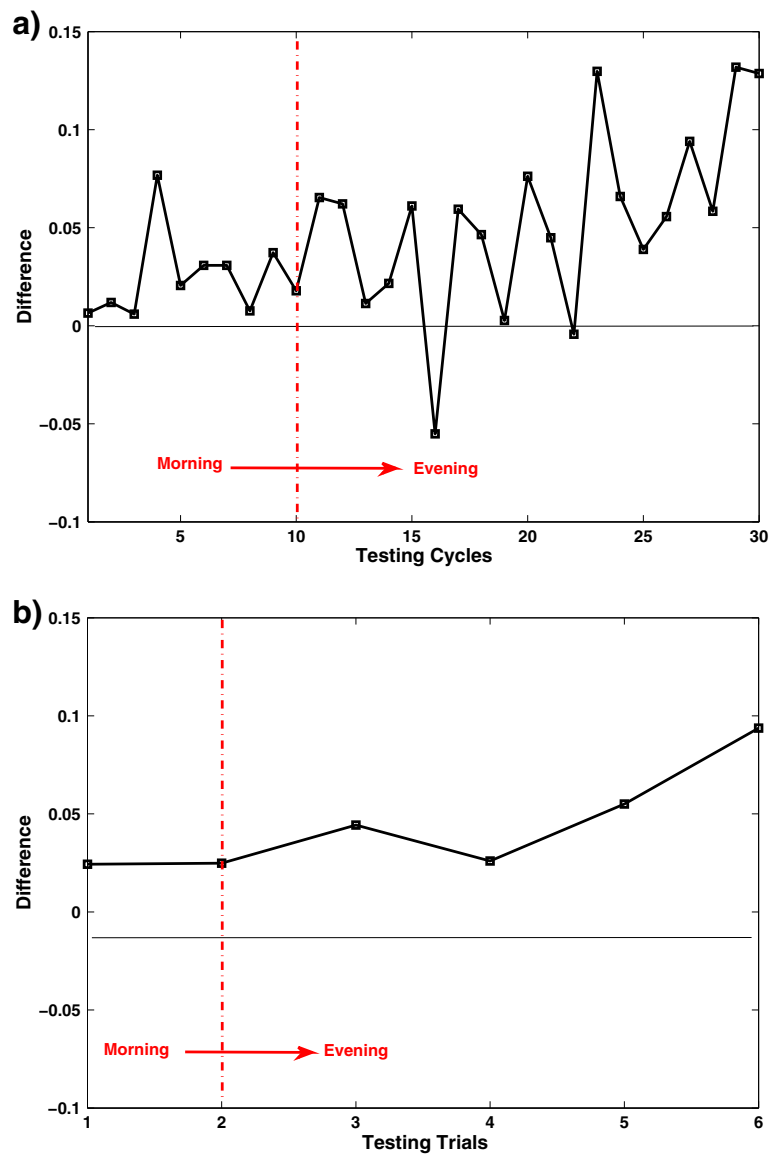 a)
0.15
0.1
0.05
0
−0.05
−0.1
Difference
Morning
Evening
5
10
15
20
25
30
Testing Cycles
b)
0.15
0.1
0.05
0
−0.05
−0.1
Difference
Morning
Evening
1
2
3
4
5
6
Testing Trials